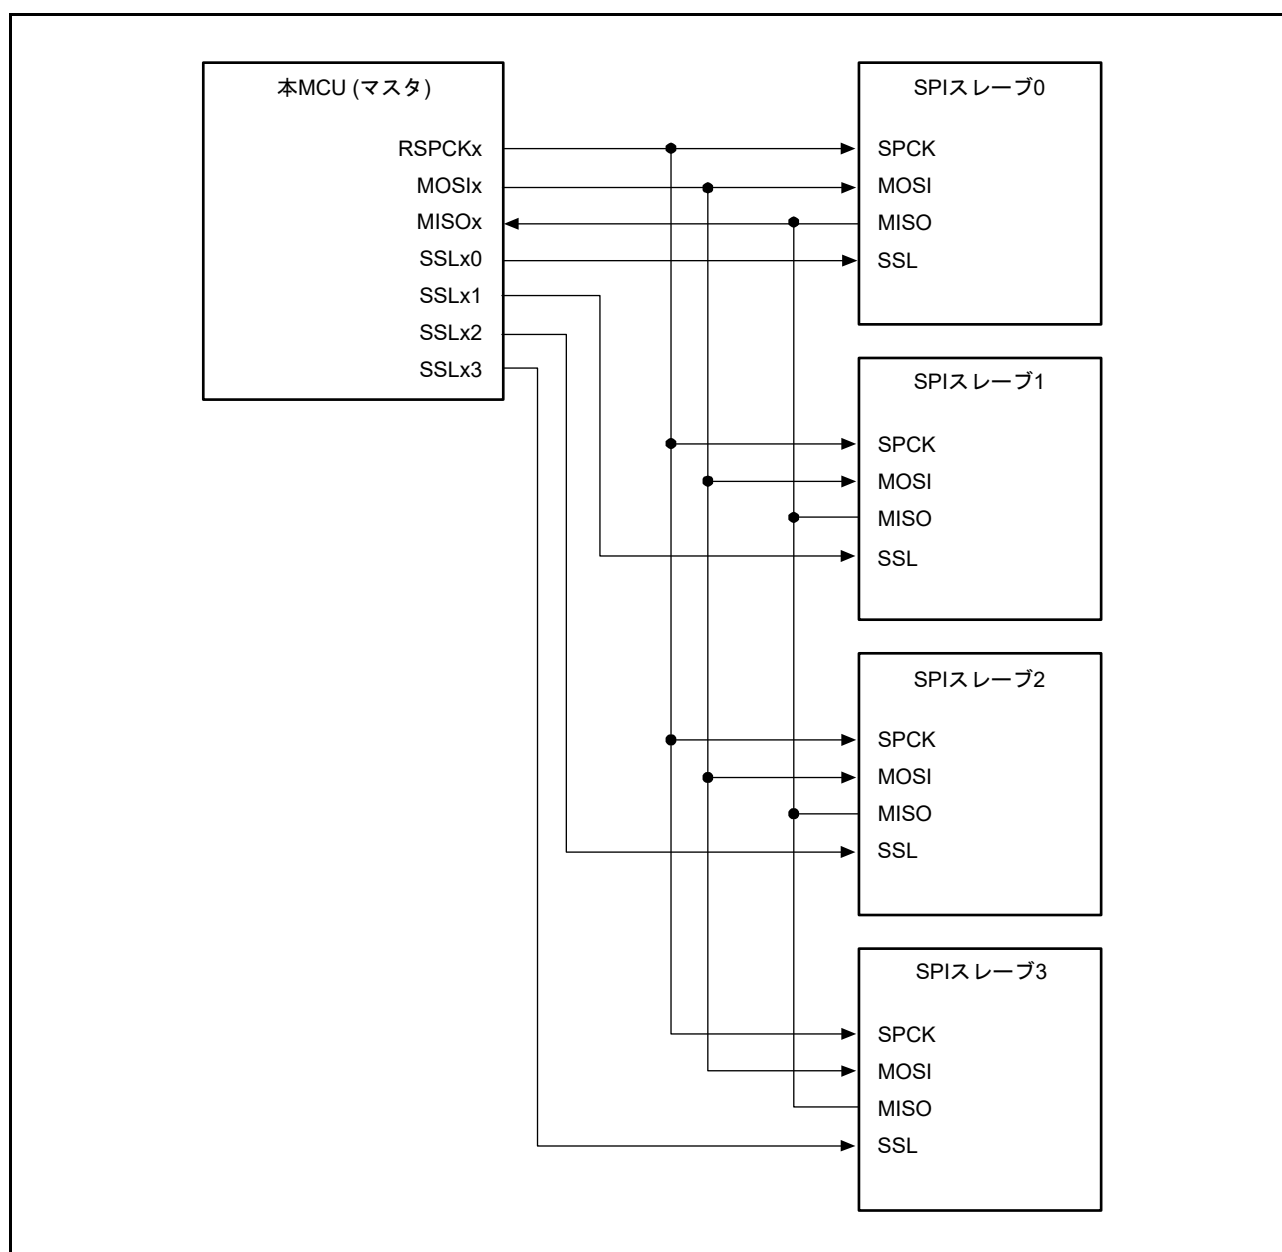 本MCU (マスタ)
RSPCKx
MOSIx
MISOx
SSLx0
SSLx1
SSLx2
SSLx3
SPIスレーブ0
SPCK
MOSI
MISO
SSL
SPIスレーブ1
SPCK
MOSI
MISO
SSL
SPIスレーブ2
SPCK
MOSI
MISO
SSL
SPIスレーブ3
SPCK
MOSI
MISO
SSL